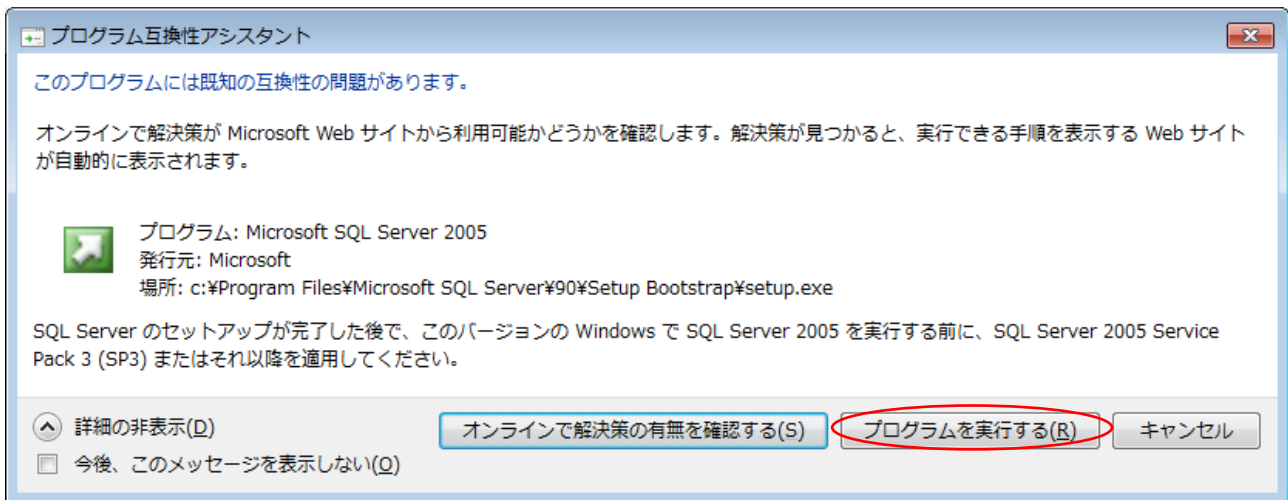 プログラム互換性アシスタント
このプログラムには既知の互換性の問題があります。
オンラインで解決策が Microsoft Web サイトから利用可能かどうかを確認します。解決策が見つかると、実行できる手順を表示する Web サイト
が自動的に表示されます。
プログラム: Microsoft SQL Server 2005
発行元: Microsoft
場所: c:¥Program Files¥Microsoft SQL Server¥90¥Setup Bootstrap¥setup.exe
SQL Server のセットアップが完了した後で、このバージョンの Windows で SQL Server 2005 を実行する前に、SQL Server 2005 Service
Pack 3 (SP3) またはそれ以降を適用してください。
詳細の非表示(D) オンラインで解決策の有無を確認する(S) プログラムを実行する(R) キャンセル
今後、このメッセージを表示しない(O)